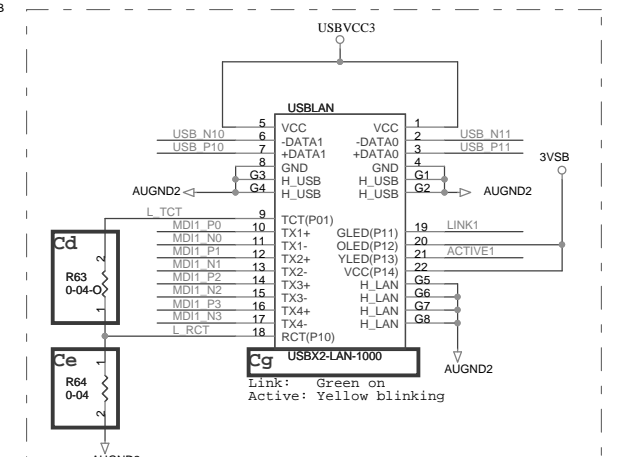 USBVCC3
USBLAN
5 VCC VCC 1
USB_N10 6 -DATA1 -DATA0 2 USB_N11
USB_P10 7 +DATA1 +DATA0 3 USB_P11
3VSB
8 GND GND 4
G3 H_USB H_USB G1
AUGND2 G4 H_USB H_USB G2 AUGND2
L_TCT 9 TCT(P01)
MDI1_P0 10 TX1+ GLED(P11) 19 LINK1
MDI1_N0 11 TX1- OLED(P12) 20
MDI1_P1 12 TX2+ YLED(P13) 21 ACTIVE1
MDI1_N1 13 TX2- VCC(P14) 22
MDI1_P2 14 TX3+ H_LAN G5
MDI1_N2 15 TX3- H_LAN G6
MDI1_P3 16 TX4+ H_LAN G7
MDI1_N3 17 TX4- H_LAN G8
L_RCT 18 RCT(P10)
Cd
2
R63
0-04-O
1
Ce
1
R64
0-04
2
Cg USBX2-LAN-1000
AUGND2
Link: Green on
Active: Yellow blinking